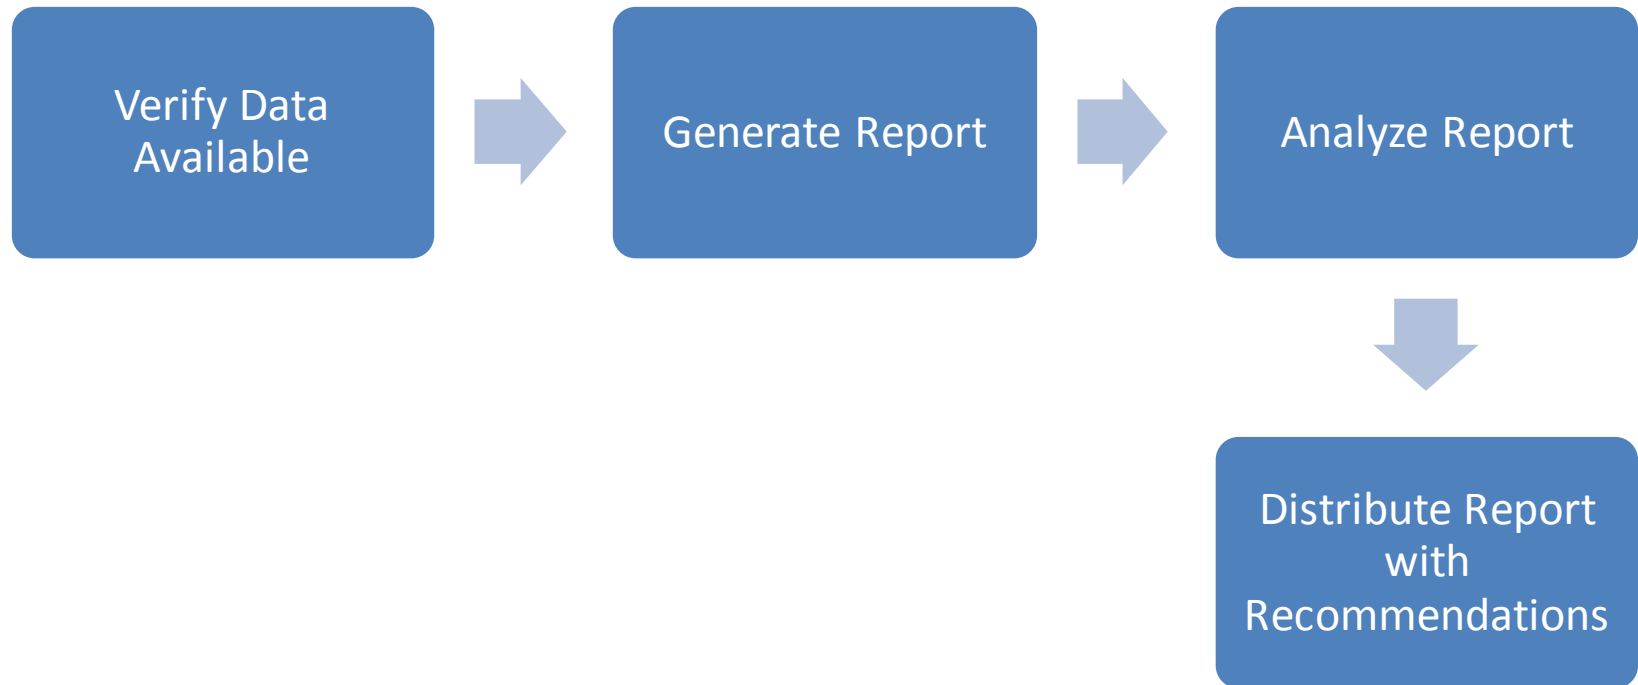 Verify Data
Available
Generate Report
Analyze Report
Distribute Report
with
Recommendations